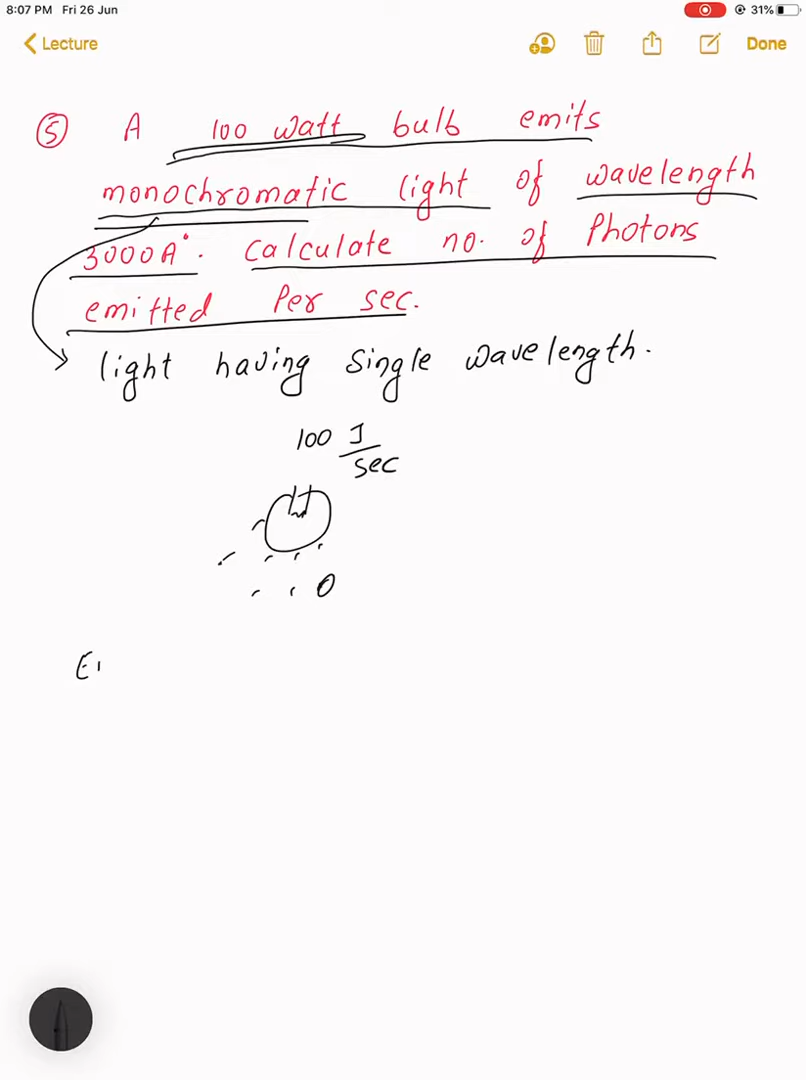 8:07 PM Fri 26 Jun
31%
Lecture
Done
⑤ A 100 watt bulb emits
monochromatic light of wavelength
3000A°. Calculate no. of Photons
emitted Per sec.
light having Single wavelength.
100 J
sec